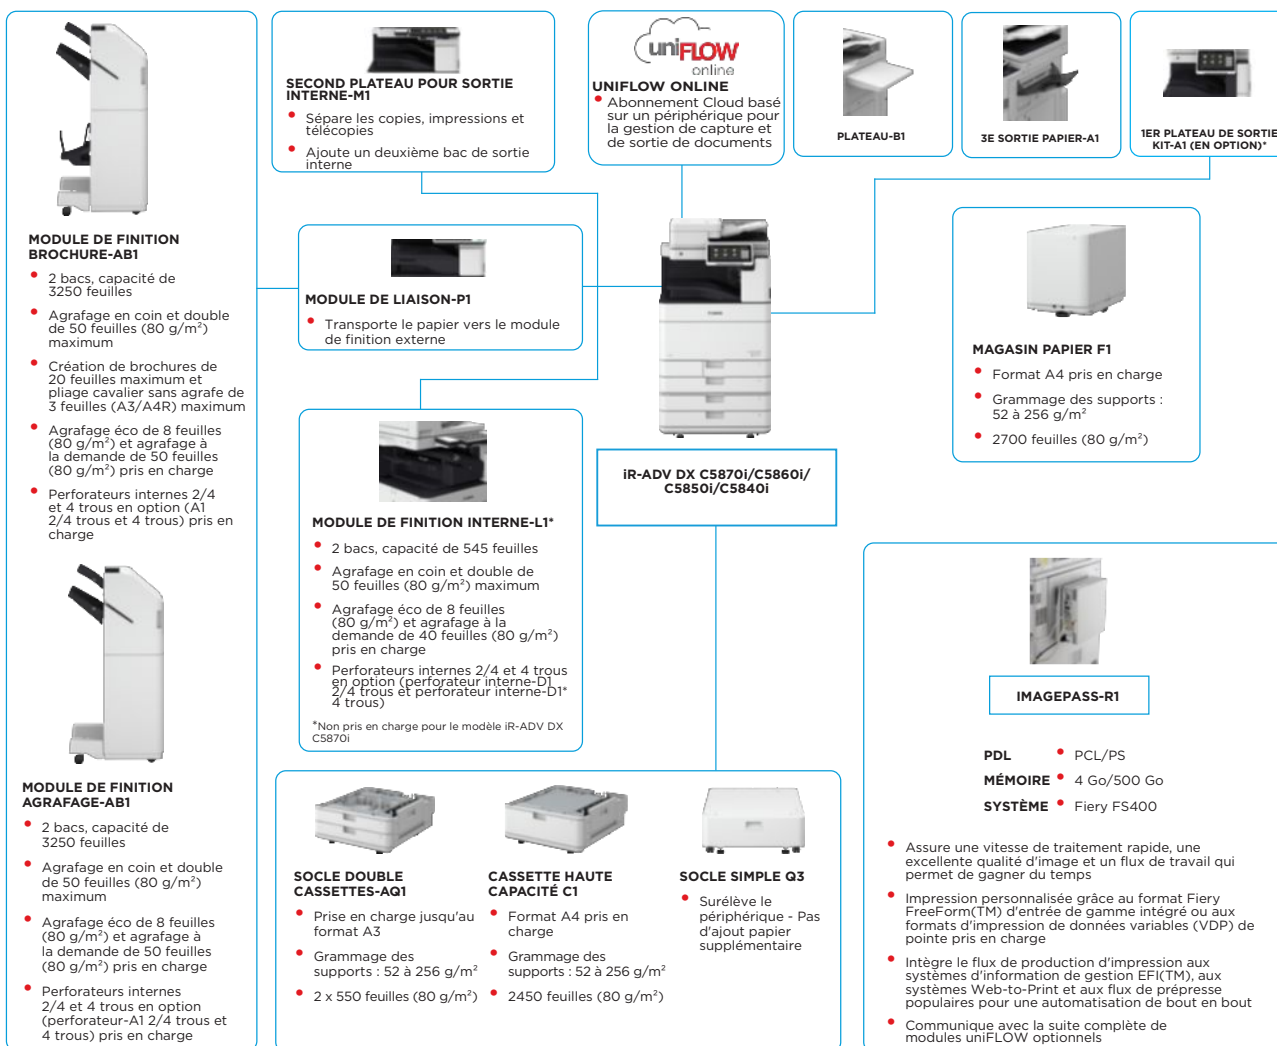 MODULE DE FINITION
BROCHURE-AB1
2 bacs, capacité de
3250 feuilles
Agrafage en coin et double
de 50 feuilles (80 g/m²)
maximum
Création de brochures de
20 feuilles maximum et
pliage cavalier sans agrafe de
3 feuilles (A3/A4R) maximum
Agrafage éco de 8 feuilles
(80 g/m²) et agrafage à
la demande de 50 feuilles
(80 g/m²) pris en charge
Perforateurs internes 2/4
et 4 trous en option (A1
2/4 trous et 4 trous) pris en
charge
MODULE DE FINITION
AGRAFAGE-AB1
2 bacs, capacité de
3250 feuilles
Agrafage en coin et double
de 50 feuilles (80 g/m²)
maximum
Agrafage éco de 8 feuilles
(80 g/m²) et agrafage à
la demande de 50 feuilles
(80 g/m²) pris en charge
Perforateurs internes
2/4 et 4 trous en option
(perforateur-A1 2/4 trous et
4 trous) pris en charge
SECOND PLATEAU POUR SORTIE
INTERNE-M1
Sépare les copies, impressions et
télécopies
Ajoute un deuxième bac de sortie
interne
uniFLOW
online
UNIFLOW ONLINE
Abonnement Cloud basé
sur un périphérique pour
la gestion de capture et
de sortie de documents
PLATEAU-B1
3E SORTIE PAPIER-A1
1ER PLATEAU DE SORTIE
KIT-A1 (EN OPTION)*
MODULE DE LIAISON-P1
Transporte le papier vers le module
de finition externe
MAGASIN PAPIER F1
Format A4 pris en charge
Grammage des supports :
52 à 256 g/m²
2700 feuilles (80 g/m²)
iR-ADV DX C5870i/C5860i/
C5850i/C5840i
MODULE DE FINITION INTERNE-L1*
2 bacs, capacité de 545 feuilles
Agrafage en coin et double de
50 feuilles (80 g/m²) maximum
Agrafage éco de 8 feuilles
(80 g/m²) et agrafage à la
demande de 40 feuilles (80 g/m²)
pris en charge
Perforateurs internes 2/4 et 4 trous
en option (perforateur interne-D1
2/4 trous et perforateur interne-D1*
4 trous)
*Non pris en charge pour le modèle iR-ADV DX
C5870i
SOCLE DOUBLE
CASSETTES-AQ1
Prise en charge jusqu'au
format A3
Grammage des
supports : 52 à 256 g/m²
2 x 550 feuilles (80 g/m²)
CASSETTE HAUTE
CAPACITÉ C1
Format A4 pris en
charge
Grammage des
supports : 52 à 256 g/m²
2450 feuilles (80 g/m²)
SOCLE SIMPLE Q3
Surélève le
périphérique - Pas
d'ajout papier
supplémentaire
IMAGEPASS-R1
PDL PCL/PS
MÉMOIRE 4 Go/500 Go
SYSTÈME Fiery FS400
Assure une vitesse de traitement rapide, une
excellente qualité d'image et un flux de travail qui
permet de gagner du temps
Impression personnalisée grâce au format Fiery
FreeForm(TM) d'entrée de gamme intégré ou aux
formats d'impression de données variables (VDP) de
pointe pris en charge
Intègre le flux de production d'impression aux
systèmes d'information de gestion EFI(TM), aux
systèmes Web-to-Print et aux flux de prépresse
populaires pour une automatisation de bout en bout
Communique avec la suite complète de
modules uniFLOW optionnels